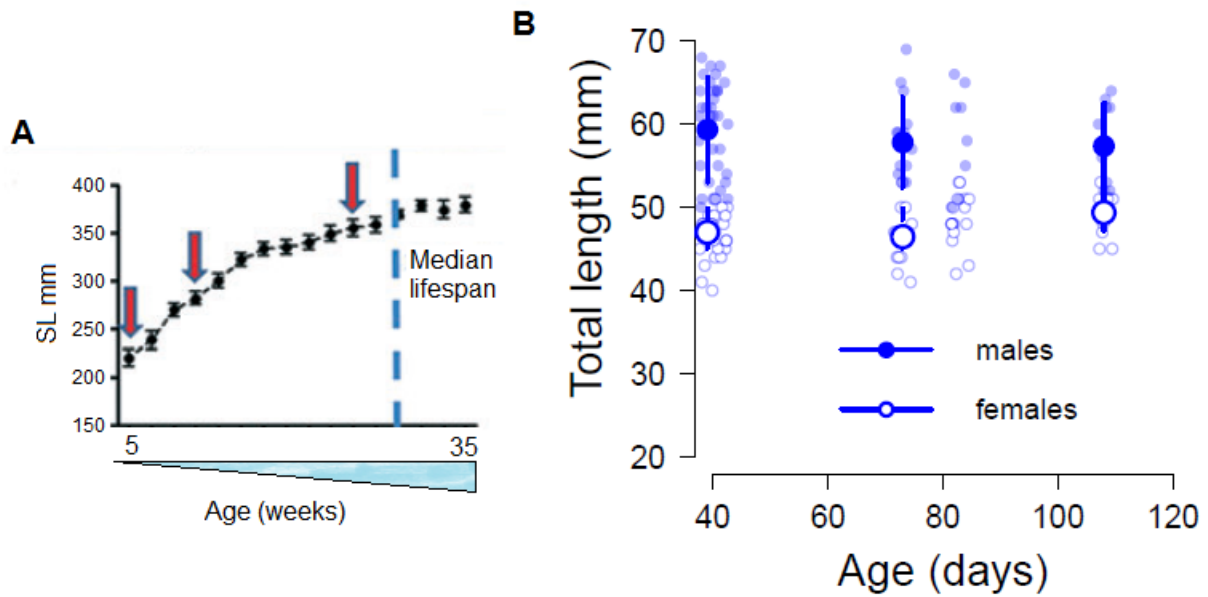 A
SL mm
400
350
300
250
200
150
Median
lifespan
5
35
Age (weeks)
B
Total length (mm)
70
60
50
40
30
20
males
females
40
60
80
100
120
Age (days)